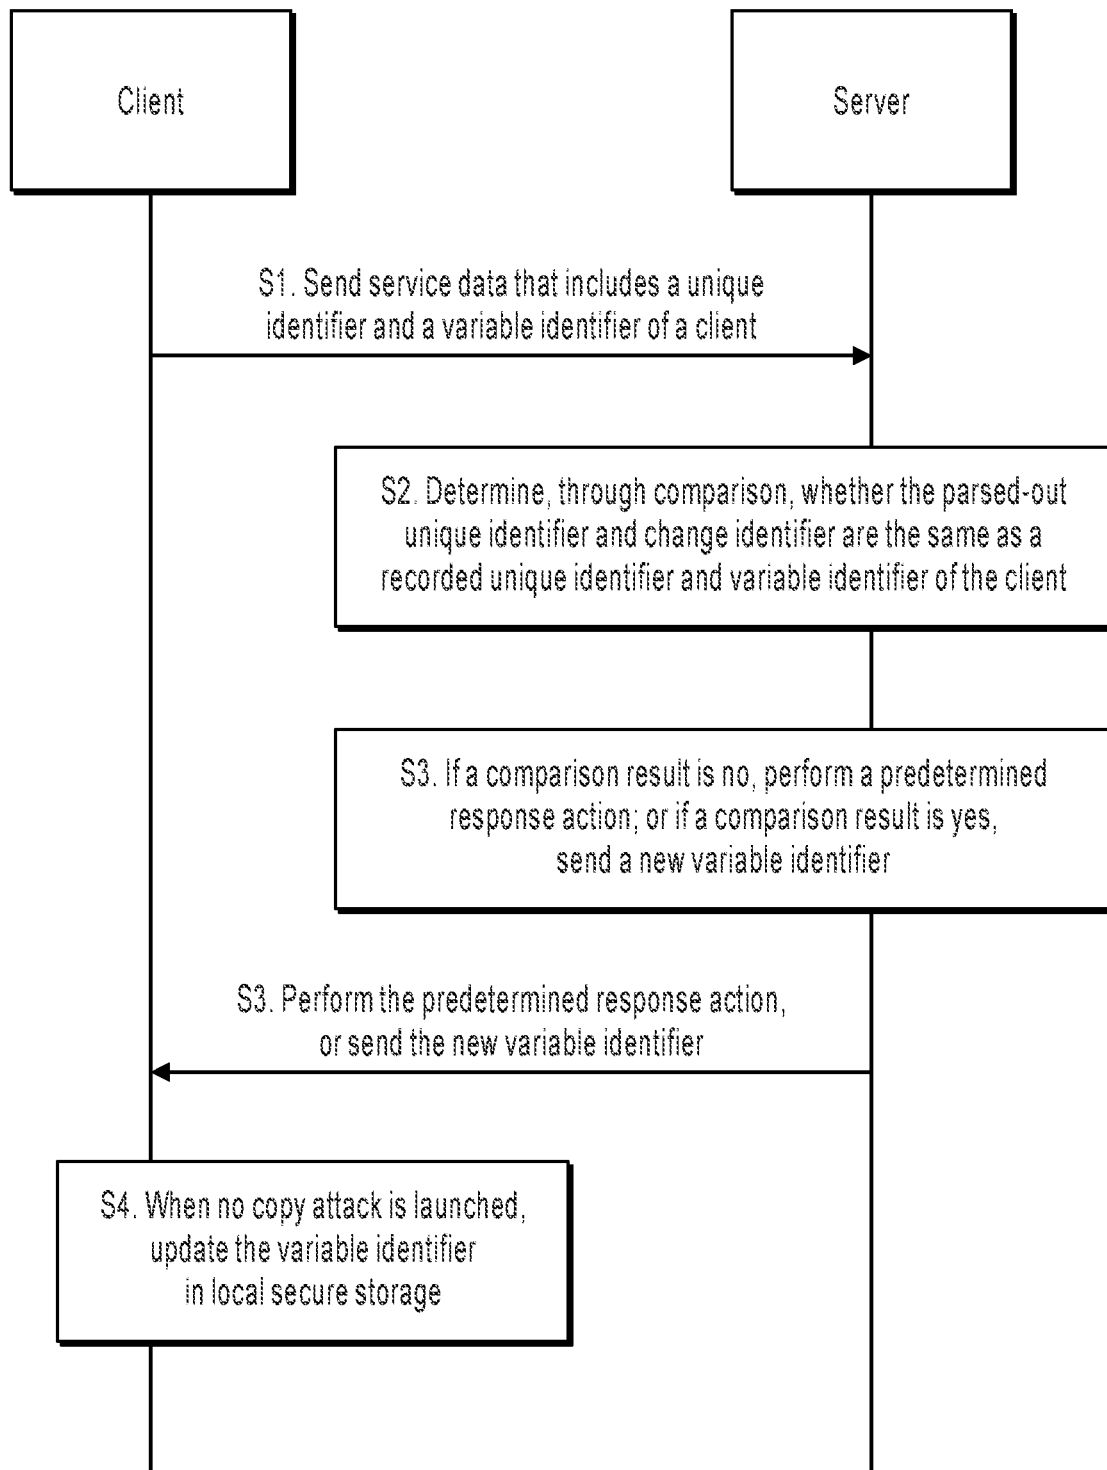 Client
Server
S1. Send service data that includes a unique
identifier and a variable identifier of a client
S2. Determine, through comparison, whether the parsed-out
unique identifier and change identifier are the same as a
recorded unique identifier and variable identifier of the client
S3. If a comparison result is no, perform a predetermined
response action; or if a comparison result is yes,
send a new variable identifier
S3. Perform the predetermined response action,
or send the new variable identifier
S4. When no copy attack is launched,
update the variable identifier
in local secure storage